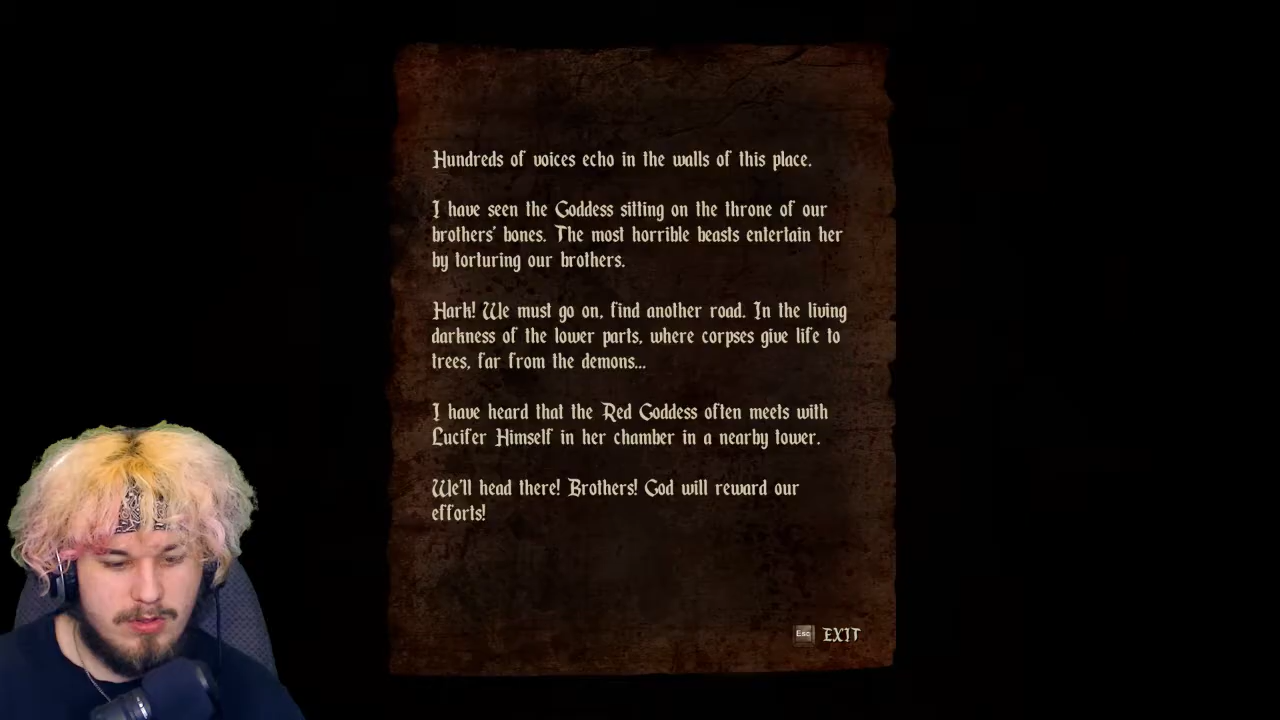 Hundreds of voices echo in the walls of this place.
I have seen the Goddess sitting on the throne of our
brothers' bones. The most horrible beasts entertain her
by torturing our brothers.
Hark! We must go on, find another road. In the living
darkness of the lower parts, where corpses give life to
trees, far from the demons...
I have heard that the Red Goddess often meets with
Lucifer Himself in her chamber in a nearby tower.
We'll head there! Brothers! God will reward our
efforts!
Esc EXIT